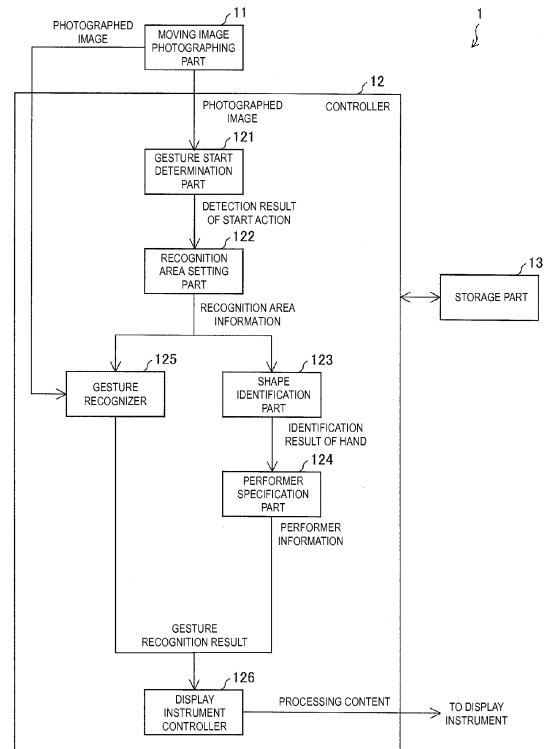 11
1
PHOTOGRAPHED
IMAGE
MOVING IMAGE
PHOTOGRAPHING
PART
12
CONTROLLER
PHOTOGRAPHED
IMAGE
121
GESTURE START
DETERMINATION
PART
DETECTION RESULT
OF START ACTION
122
RECOGNITION
AREA SETTING
PART
13
STORAGE PART
RECOGNITION AREA
INFORMATION
125
GESTURE
RECOGNIZER
123
SHAPE
IDENTIFICATION
PART
IDENTIFICATION
RESULT OF HAND
124
PERFORMER
SPECIFICATION
PART
PERFORMER
INFORMATION
GESTURE
RECOGNITION RESULT
126
DISPLAY
INSTRUMENT
CONTROLLER
PROCESSING CONTENT
TO DISPLAY
INSTRUMENT